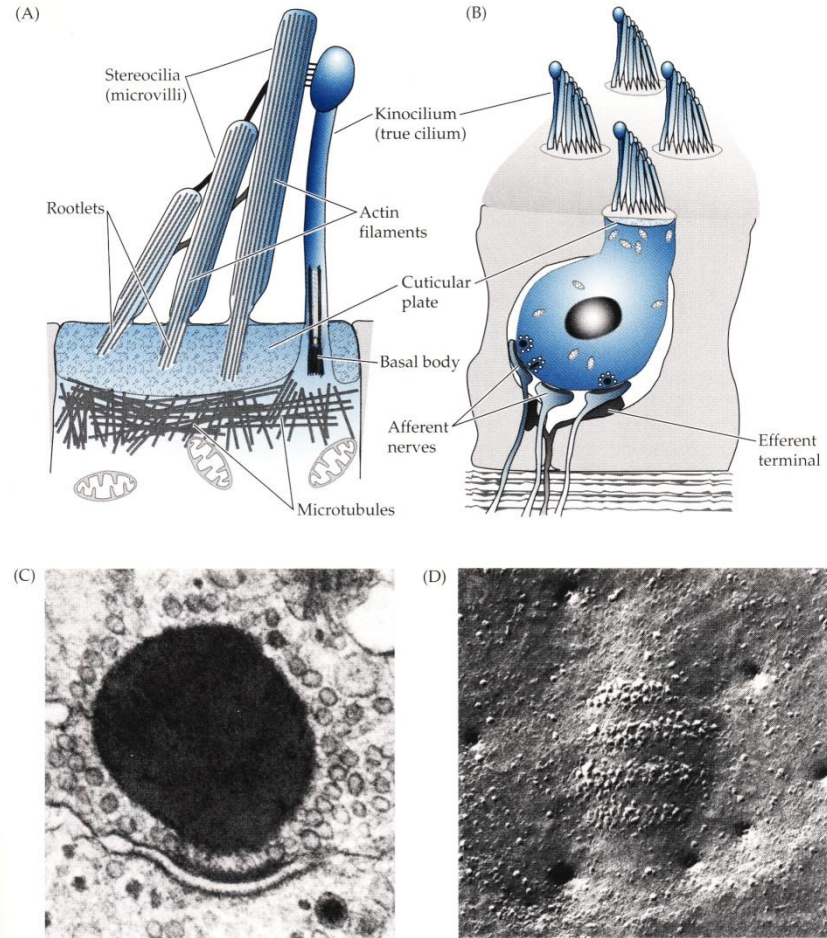 (A)
Stereocilia
(microvilli)
Rootlets
Kinocilium
(true cilium)
Actin
filaments
Cuticular
plate
Basal body
Microtubules
(B)
Afferent
nerves
Efferent
terminal
(C)
(D)